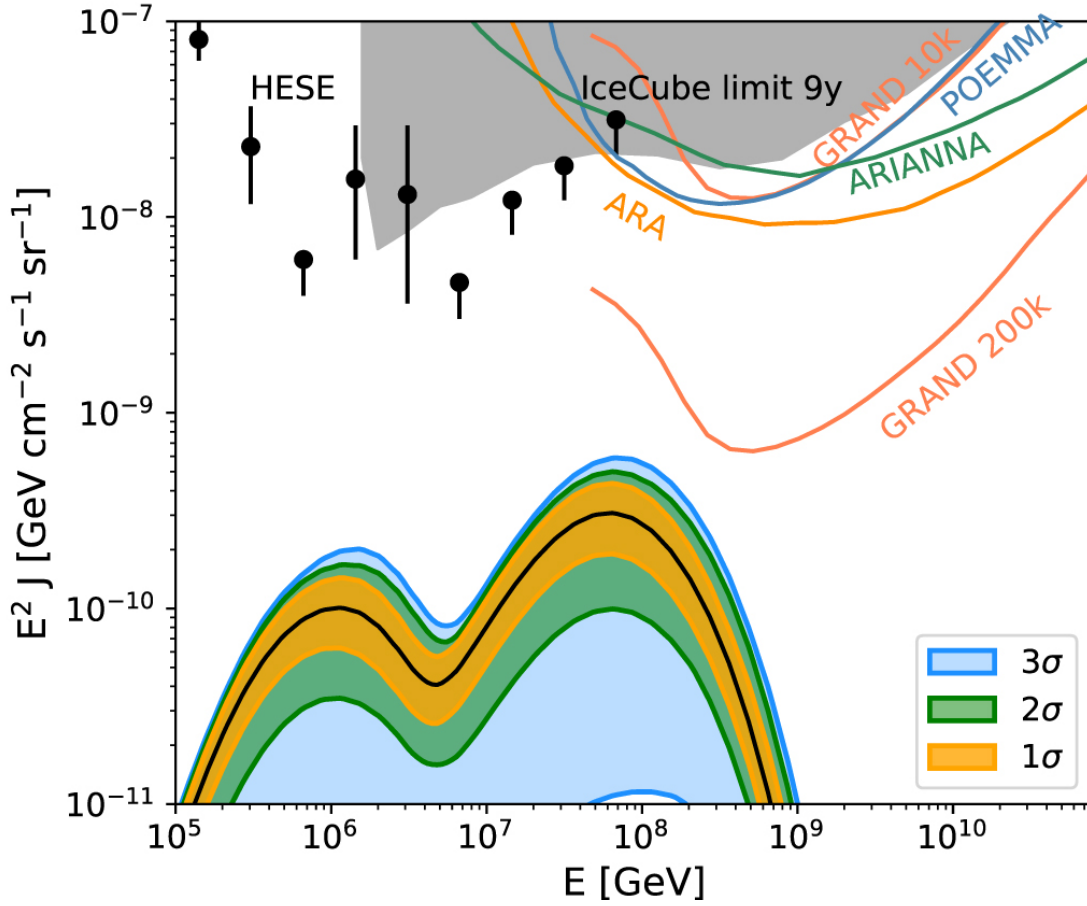 10⁻⁷
10⁻⁸
10⁻⁹
10⁻¹⁰
10⁻¹¹
E² J [GeV cm⁻² s⁻¹ sr⁻¹]
HESE
IceCube limit 9y
GRAND 10k
POEMMA
ARIANNA
ARA
GRAND 200k
3σ
2σ
1σ
10⁵
10⁶
10⁷
10⁸
10⁹
10¹⁰
E [GeV]